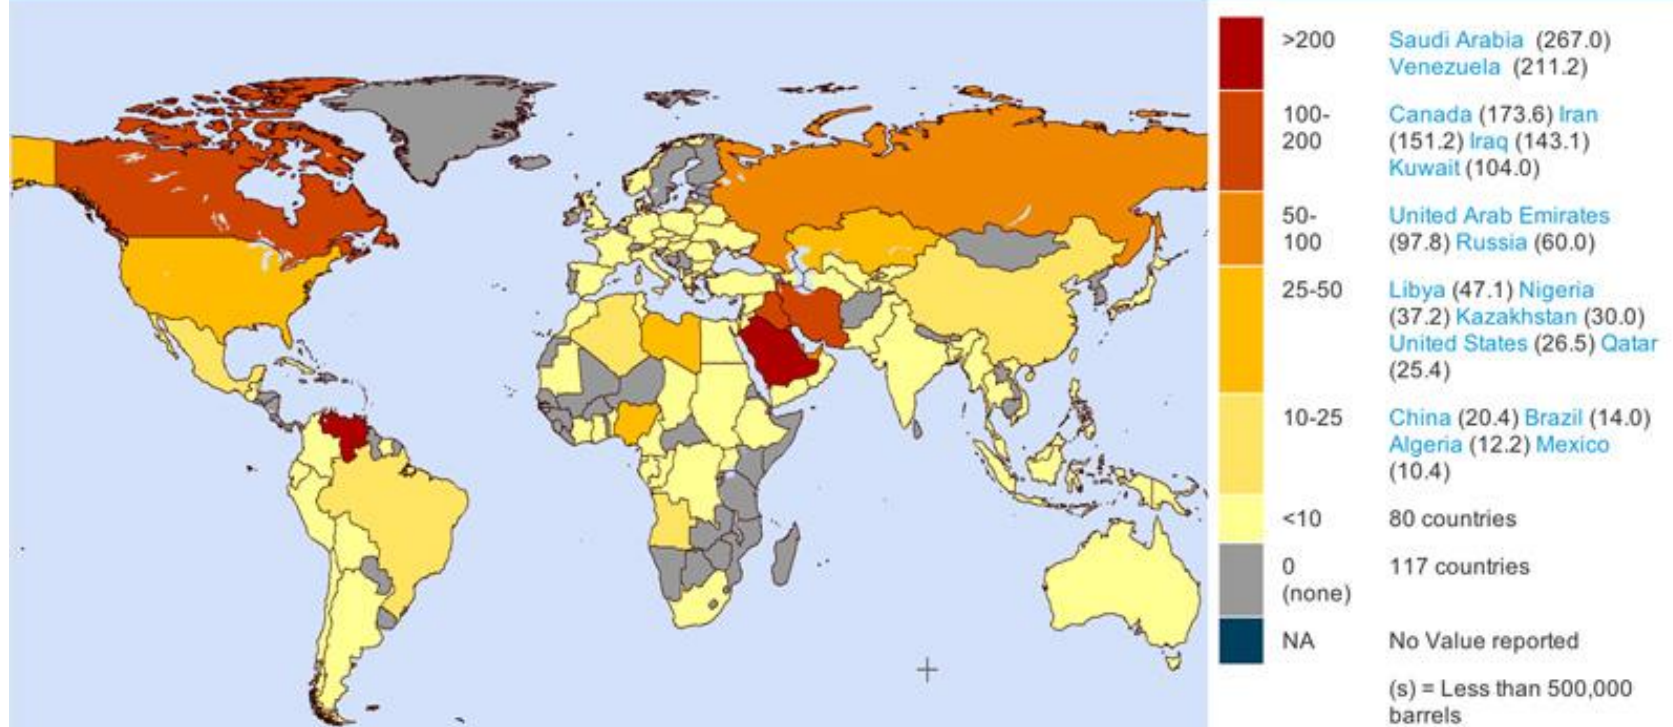 >200 Saudi Arabia (267.0)
Venezuela (211.2)
100- Canada (173.6) Iran
200 (151.2) Iraq (143.1)
Kuwait (104.0)
50- United Arab Emirates
100 (97.8) Russia (60.0)
25-50 Libya (47.1) Nigeria
(37.2) Kazakhstan (30.0)
United States (26.5) Qatar
(25.4)
10-25 China (20.4) Brazil (14.0)
Algeria (12.2) Mexico
(10.4)
<10 80 countries
0 117 countries
(none)
NA No Value reported
(s) = Less than 500,000
barrels